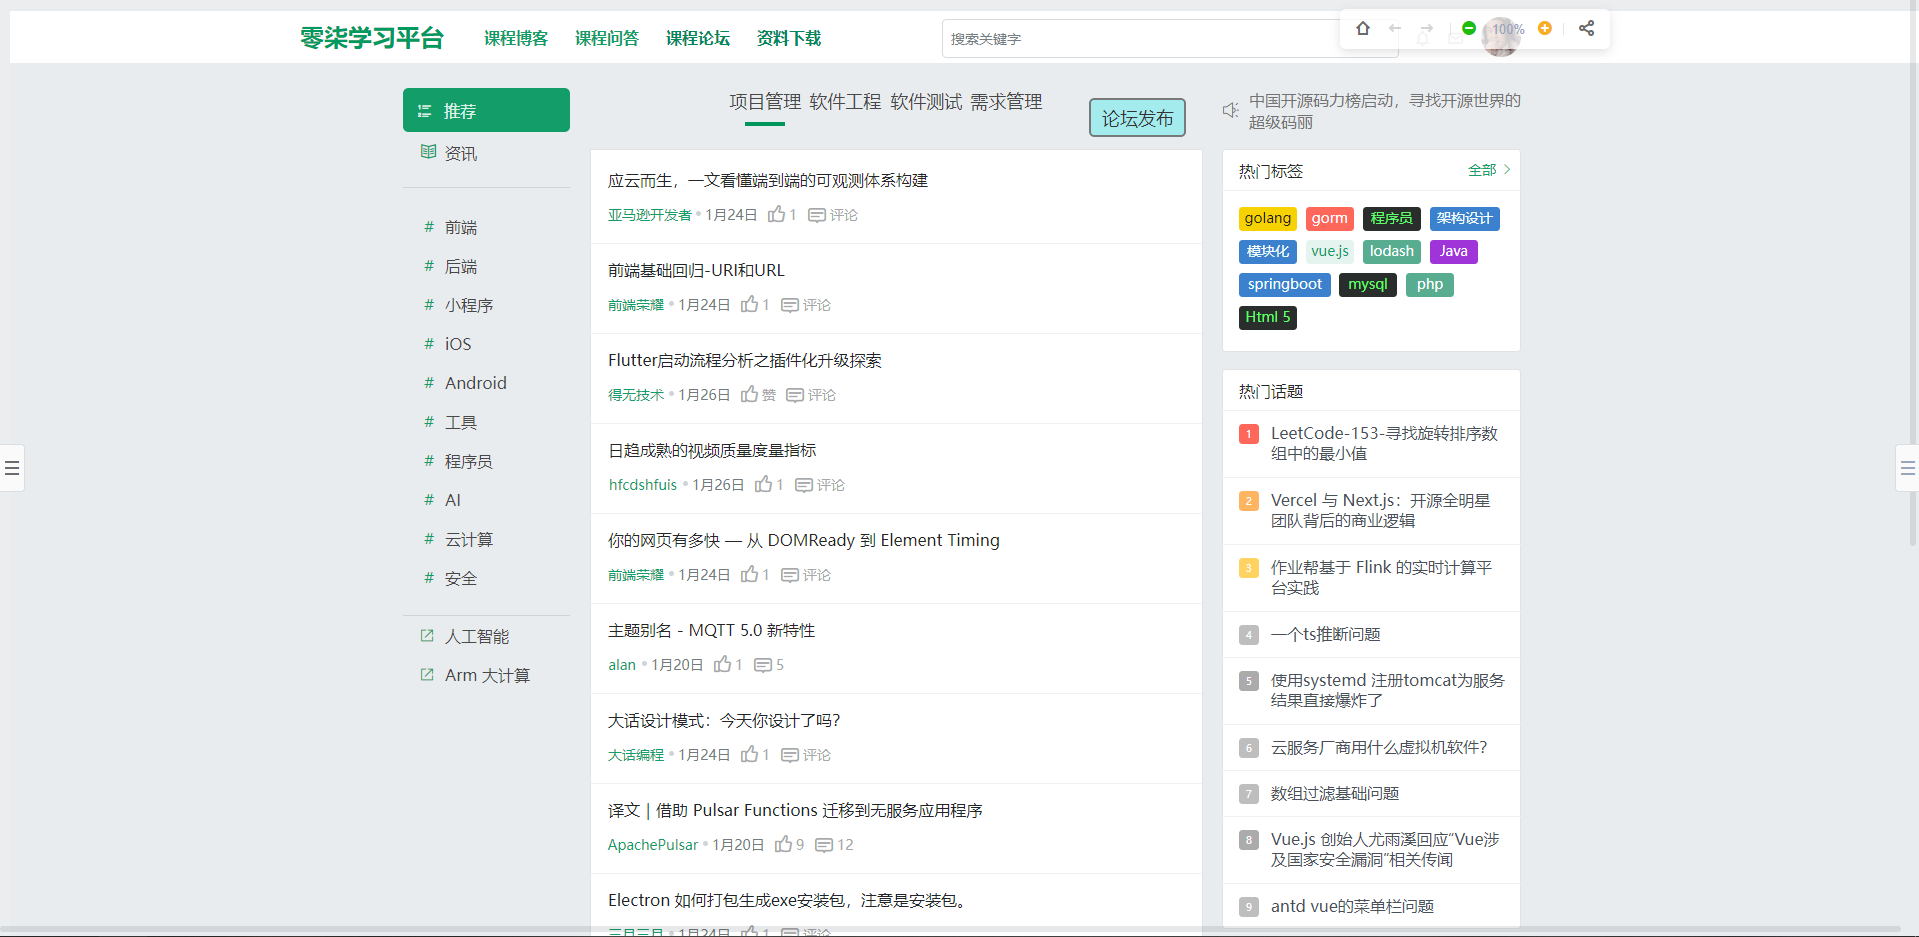 零柒学习平台 课程博客 课程问答 课程论坛 资料下载 搜索关键字 100%
推荐
资讯
# 前端
# 后端
# 小程序
# iOS
# Android
# 工具
# 程序员
# AI
# 云计算
# 安全
人工智能
Arm 大计算
项目管理 软件工程 软件测试 需求管理 论坛发布
应云而生，一文看懂端到端的可观测体系构建
亚马逊开发者 • 1月24日 1 评论
前端基础回归-URI和URL
前端荣耀 • 1月24日 1 评论
Flutter启动流程分析之插件化升级探索
得无技术 • 1月26日 赞 评论
日趋成熟的视频质量度量指标
hfcdshfuis • 1月26日 1 评论
你的网页有多快 — 从 DOMReady 到 Element Timing
前端荣耀 • 1月24日 1 评论
主题别名 - MQTT 5.0 新特性
alan • 1月20日 1 5
大话设计模式：今天你设计了吗？
大话编程 • 1月24日 1 评论
译文 | 借助 Pulsar Functions 迁移到无服务应用程序
ApachePulsar • 1月20日 9 12
Electron 如何打包生成exe安装包，注意是安装包。
三月三月 • 1月24日 1 评论
中国开源码力榜启动，寻找开源世界的
超级码丽
热门标签 全部
golang gorm 程序员 架构设计
模块化 vue.js lodash Java
springboot mysql php
Html 5
热门话题
1 LeetCode-153-寻找旋转排序数
组中的最小值
2 Vercel 与 Next.js：开源全明星
团队背后的商业逻辑
3 作业帮基于 Flink 的实时计算平
台实践
4 一个ts推断问题
5 使用systemd 注册tomcat为服务
结果直接爆炸了
6 云服务厂商用什么虚拟机软件？
7 数组过滤基础问题
8 Vue.js 创始人尤雨溪回应“Vue涉
及国家安全漏洞”相关传闻
9 antd vue的菜单栏问题